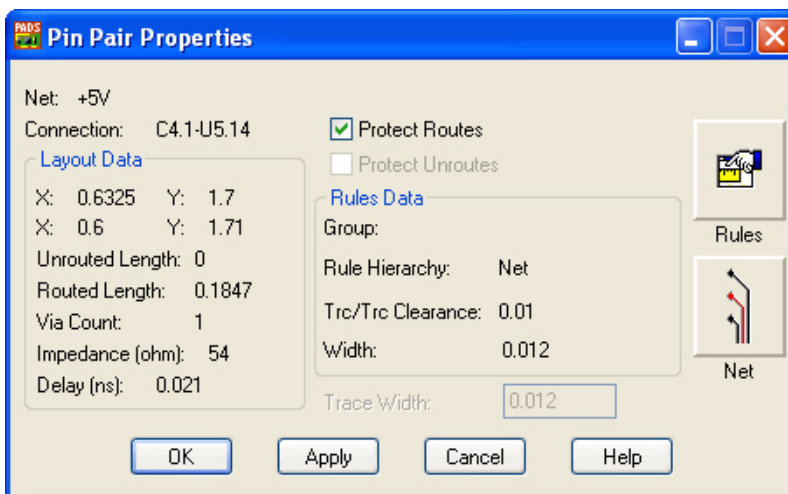 PADS
Pin Pair Properties
Net: +5V
Connection: C4.1-U5.14
Protect Routes
Protect Unroutes
Layout Data
X: 0.6325 Y: 1.7
X: 0.6 Y: 1.71
Unrouted Length: 0
Routed Length: 0.1847
Via Count: 1
Impedance (ohm): 54
Delay (ns): 0.021
Rules Data
Group:
Rule Hierarchy: Net
Trc/Trc Clearance: 0.01
Width: 0.012
Trace Width: 0.012
Rules
Net
OK Apply Cancel Help